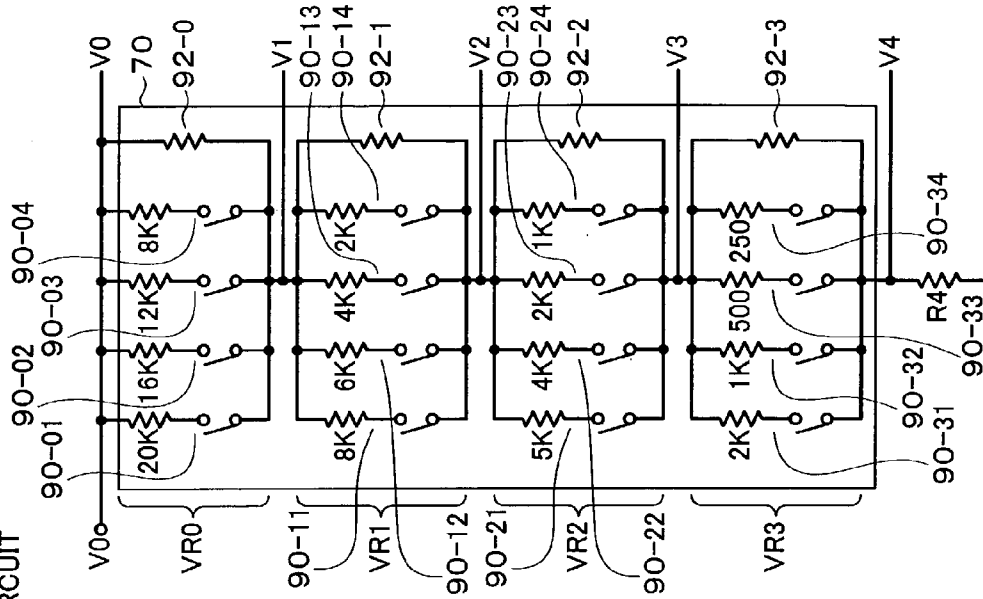 RCUIT
V0
V0
70
92-0
90-01
90-02
90-03
90-04
20K
16K
12K
8K
VR0
V1
90-13
90-14
92-1
8K
6K
4K
2K
90-11
VR1
90-12
V2
90-23
90-24
92-2
5K
4K
2K
1K
90-21
VR2
90-22
V3
92-3
2K
1K
500
250
VR3
90-31
90-32
90-33
90-34
V4
R4